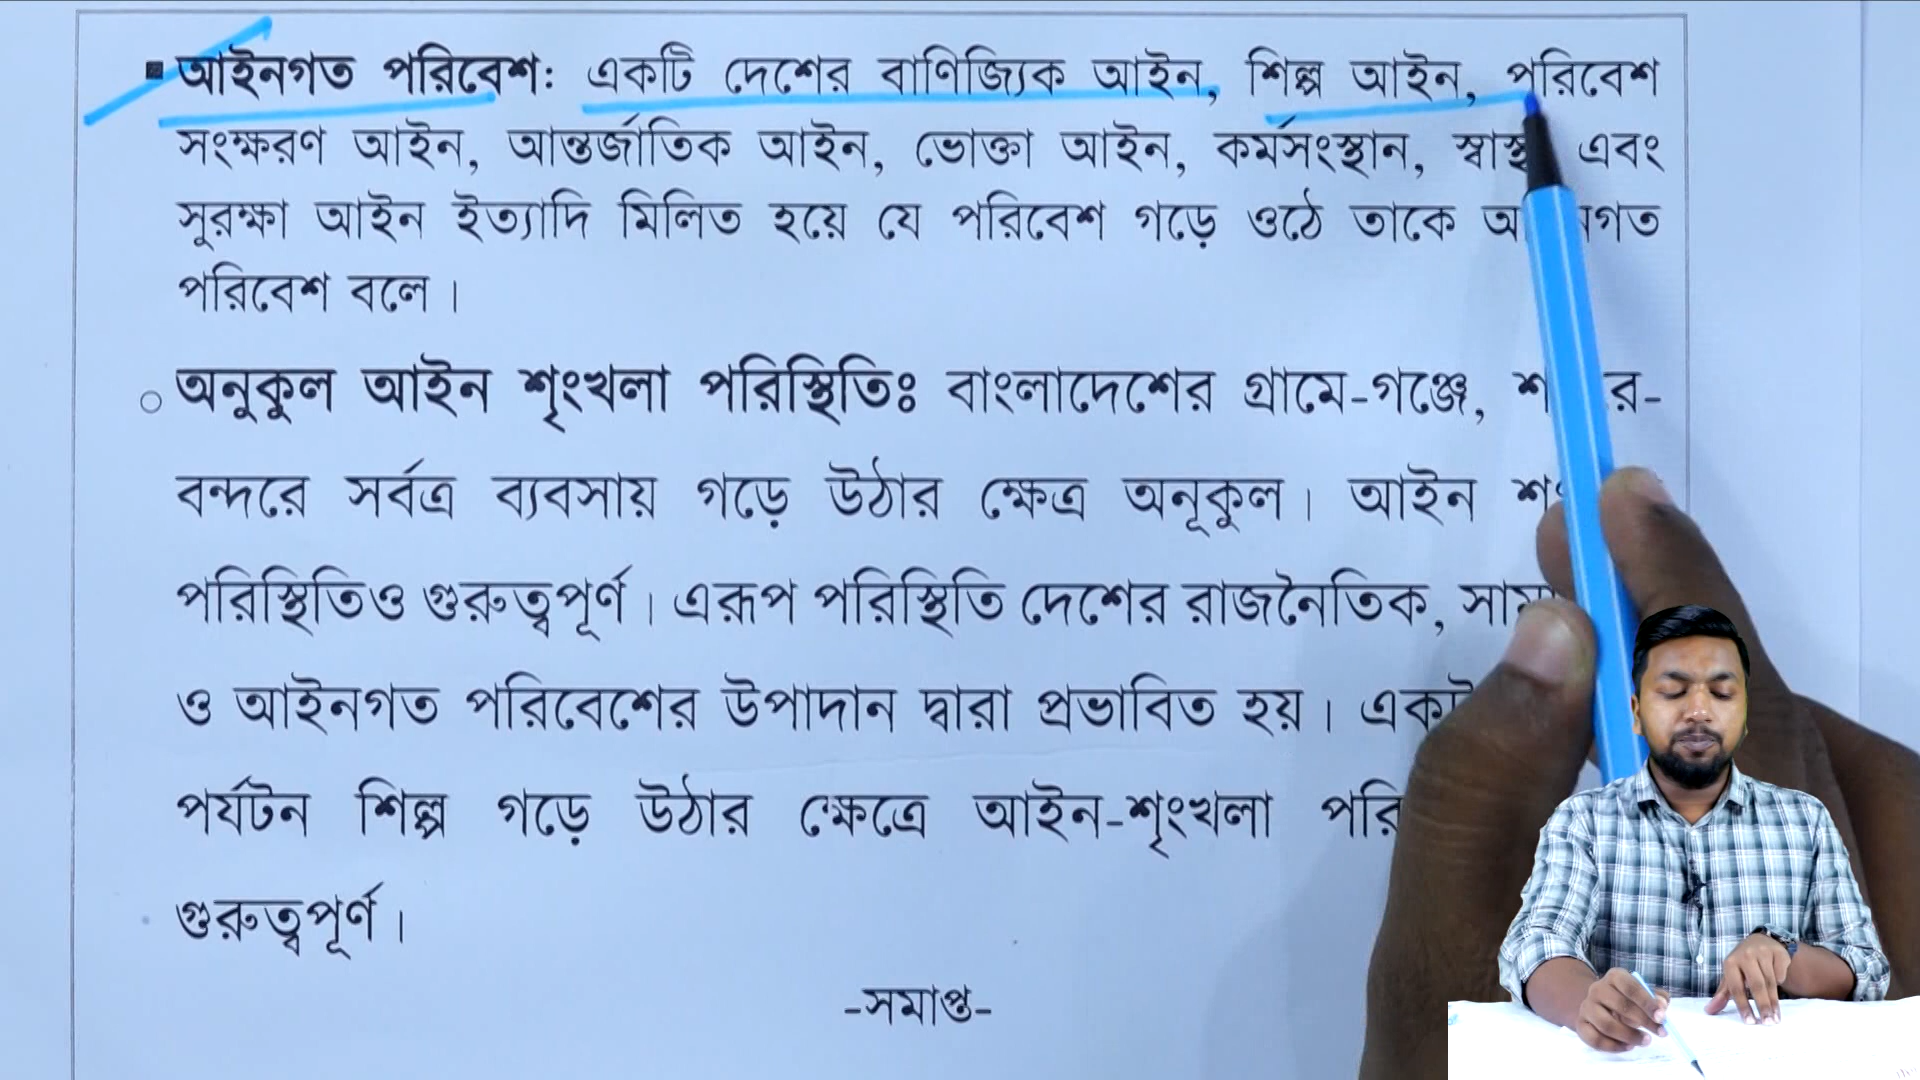 ▪ আইনগত পরিবেশ: একটি দেশের বাণিজ্যিক আইন, শিল্প আইন, পরিবেশ
সংক্ষরণ আইন, আন্তর্জাতিক আইন, ভোক্তা আইন, কর্মসংস্থান, এবং
সুরক্ষা আইন ইত্যাদি মিলিত হয়ে যে পরিবেশ গড়ে ওঠে তাকে
পরিবেশ বলে।
○ অনুকুল আইন শৃংখলা পরিস্থিতিঃ বাংলাদেশের গ্রামে-গঞ্জে,
বন্দরে সর্বত্র ব্যবসায় গড়ে উঠার ক্ষেত্র অনূকুল। আইন
পরিস্থিতিও গুরুত্বপূর্ণ। এরূপ পরিস্থিতি দেশের রাজনৈতিক,
ও আইনগত পরিবেশের উপাদান দ্বারা প্রভাবিত হয়।
পর্যটন শিল্প গড়ে উঠার ক্ষেত্রে আইন-শৃংখলা
গুরুত্বপূর্ণ।
-সমাপ্ত-